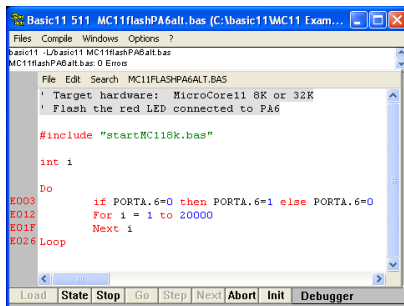 Basic11 511 MC11flashPA6alt.bas (C:\basic11\MC11 Exam...
Files Compile Windows Options ?
basic11 -L/basic11 MC11flashPA6alt.bas
MC11flashPA6alt.bas: 0 Errors
File Edit Search MC11FLASHPA6ALT.BAS
' Target hardware: MicroCore11 8K or 32K
' Flash the red LED connected to PA6
#include "startMC118k.bas"
int i
Do
E003 if PORTA.6=0 then PORTA.6=1 else PORTA.6=0
E012 For i = 1 to 20000
E01F Next i
E026 Loop
Load State Stop Go Step Next Abort Init Debugger